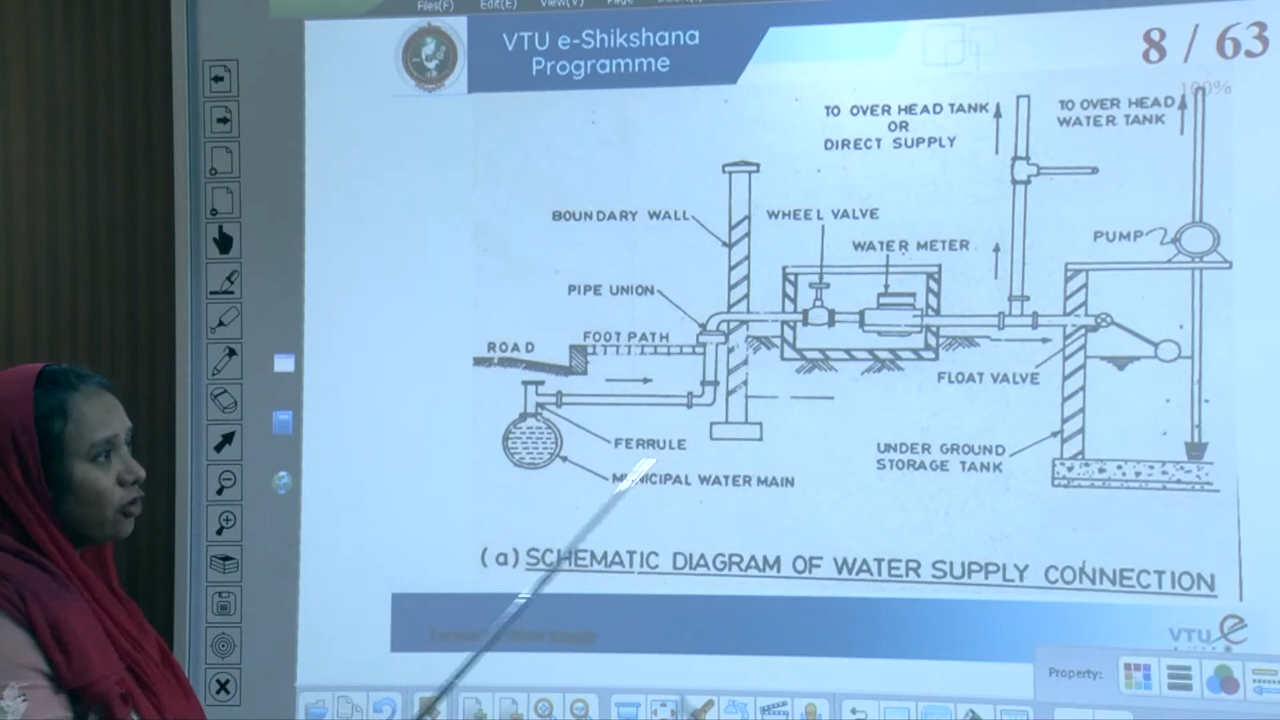 Files(F) Edit(E) View(V) Page
VTU e-Shikshana
Programme
8 / 63
100%
TO OVER HEAD TANK
OR
DIRECT SUPPLY
TO OVER HEAD
WATER TANK
BOUNDARY WALL
WHEEL VALVE
WATER METER
PUMP
PIPE UNION
FOOT PATH
ROAD
FLOAT VALVE
FERRULE
UNDER GROUND
STORAGE TANK
MUNICIPAL WATER MAIN
(a) SCHEMATIC DIAGRAM OF WATER SUPPLY CONNECTION
VTU e
Property: